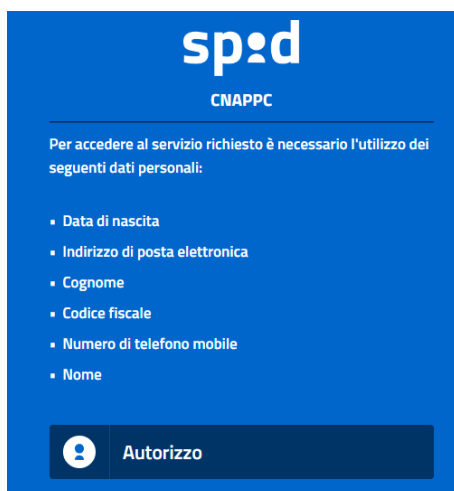 spid
CNAPPC
Per accedere al servizio richiesto è necessario l'utilizzo dei
seguenti dati personali:
▪ Data di nascita
▪ Indirizzo di posta elettronica
▪ Cognome
▪ Codice fiscale
▪ Numero di telefono mobile
▪ Nome
Autorizzo